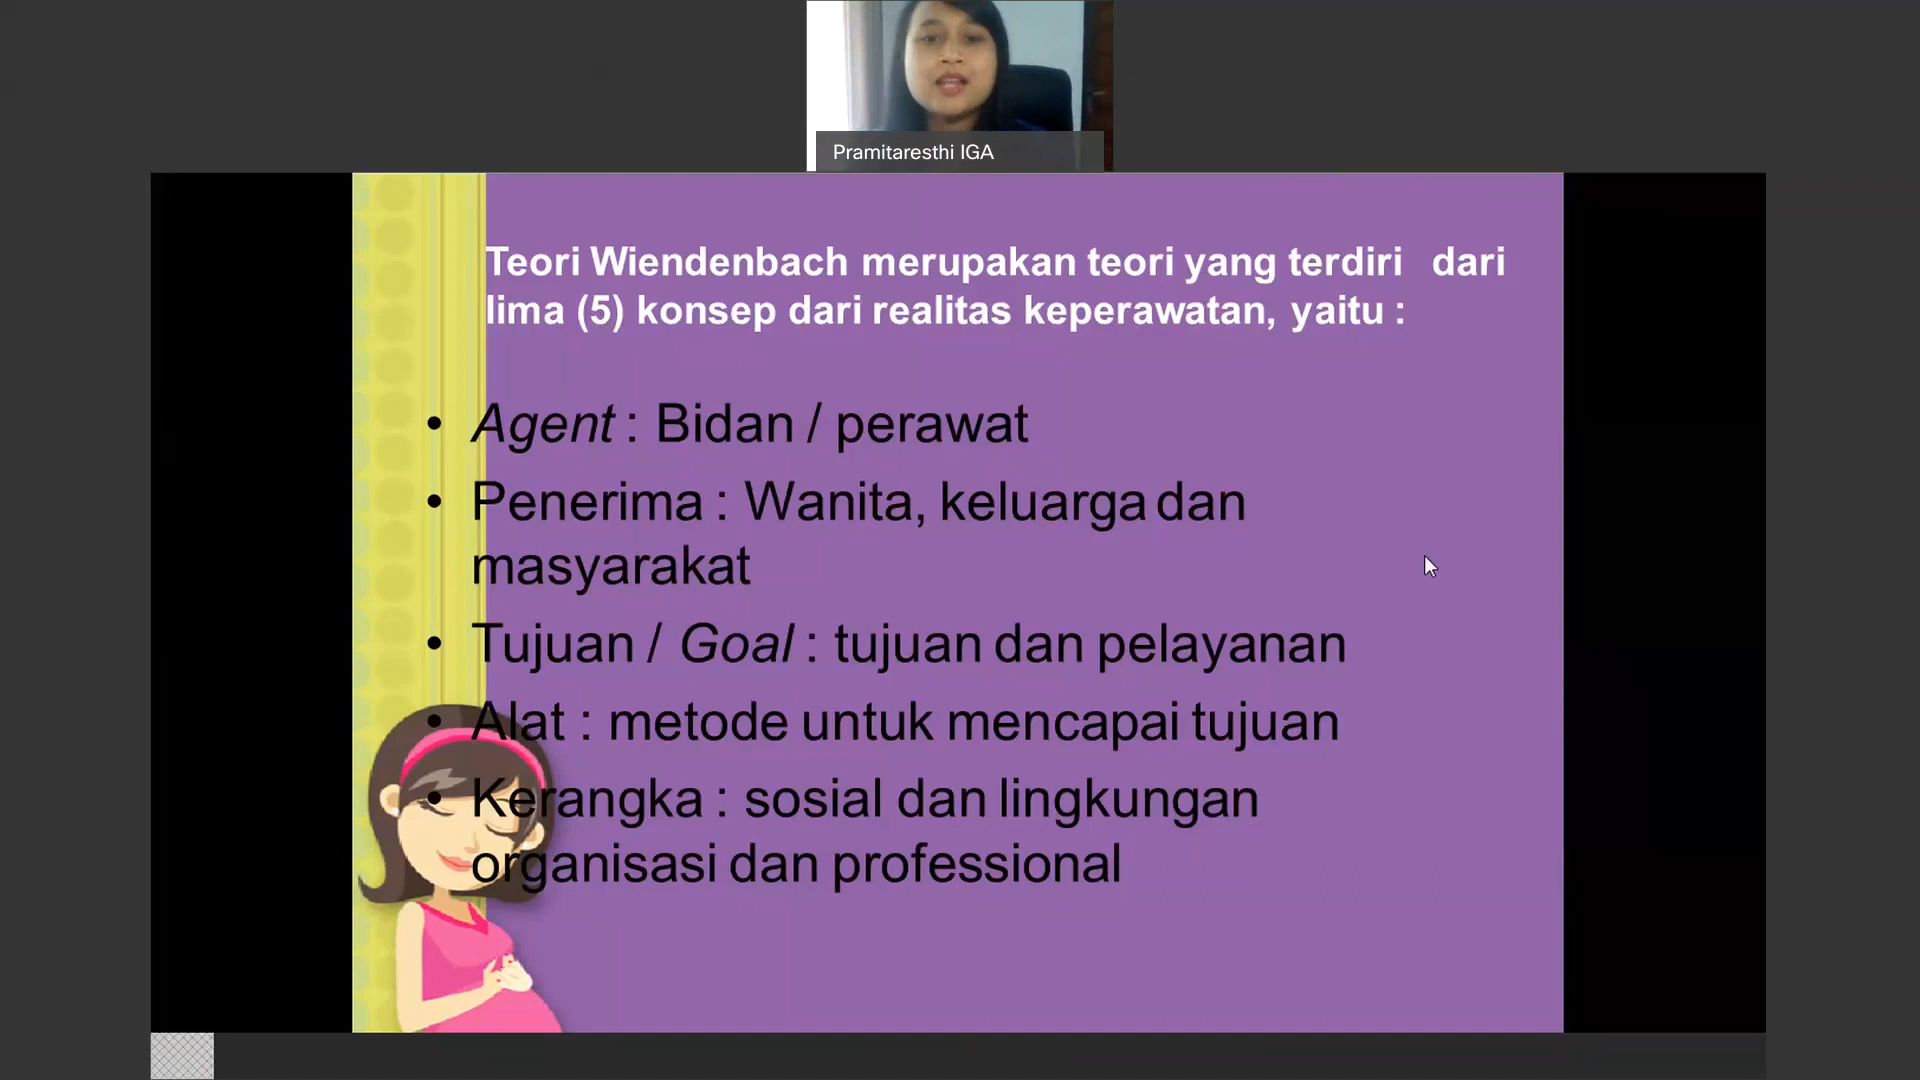 Pramitaresthi IGA
Teori Wiendenbach merupakan teori yang terdiri dari
lima (5) konsep dari realitas keperawatan, yaitu :
• Agent : Bidan / perawat
• Penerima : Wanita, keluarga dan
masyarakat
• Tujuan / Goal : tujuan dan pelayanan
• Alat : metode untuk mencapai tujuan
• Kerangka : sosial dan lingkungan
organisasi dan professional